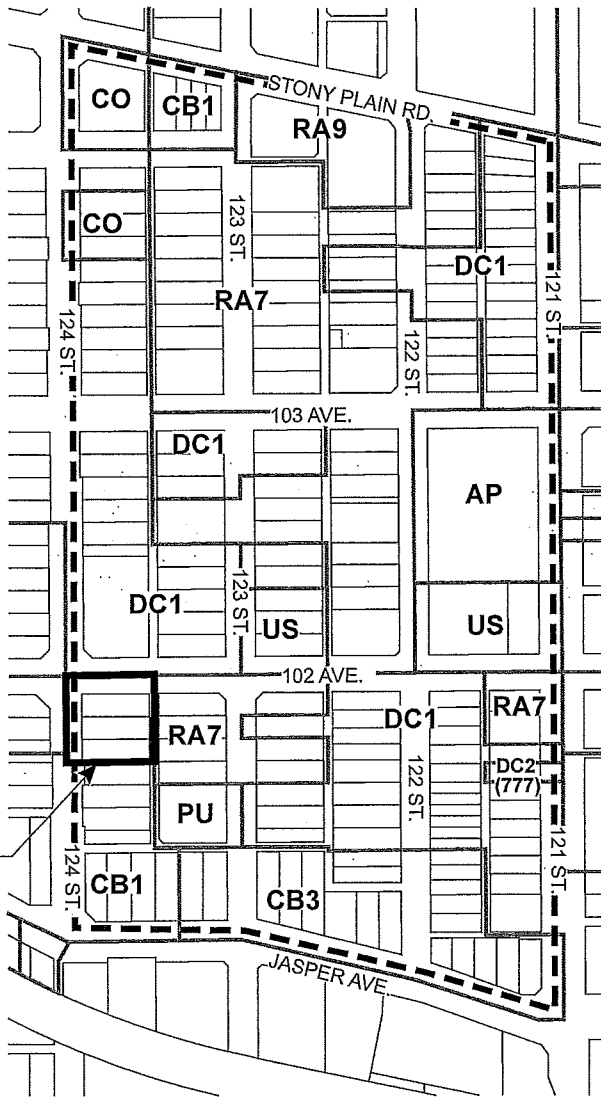 STONY PLAIN RD.
CO
CB1
RA9
CO
123 ST.
DC1
RA7
124 ST.
121 ST.
122 ST.
103 AVE.
DC1
AP
123 ST.
DC1
US
US
102 AVE.
DC1
RA7
RA7
DC2
(777)
122 ST.
PU
121 ST.
124 ST.
CB1
CB3
JASPER AVE.